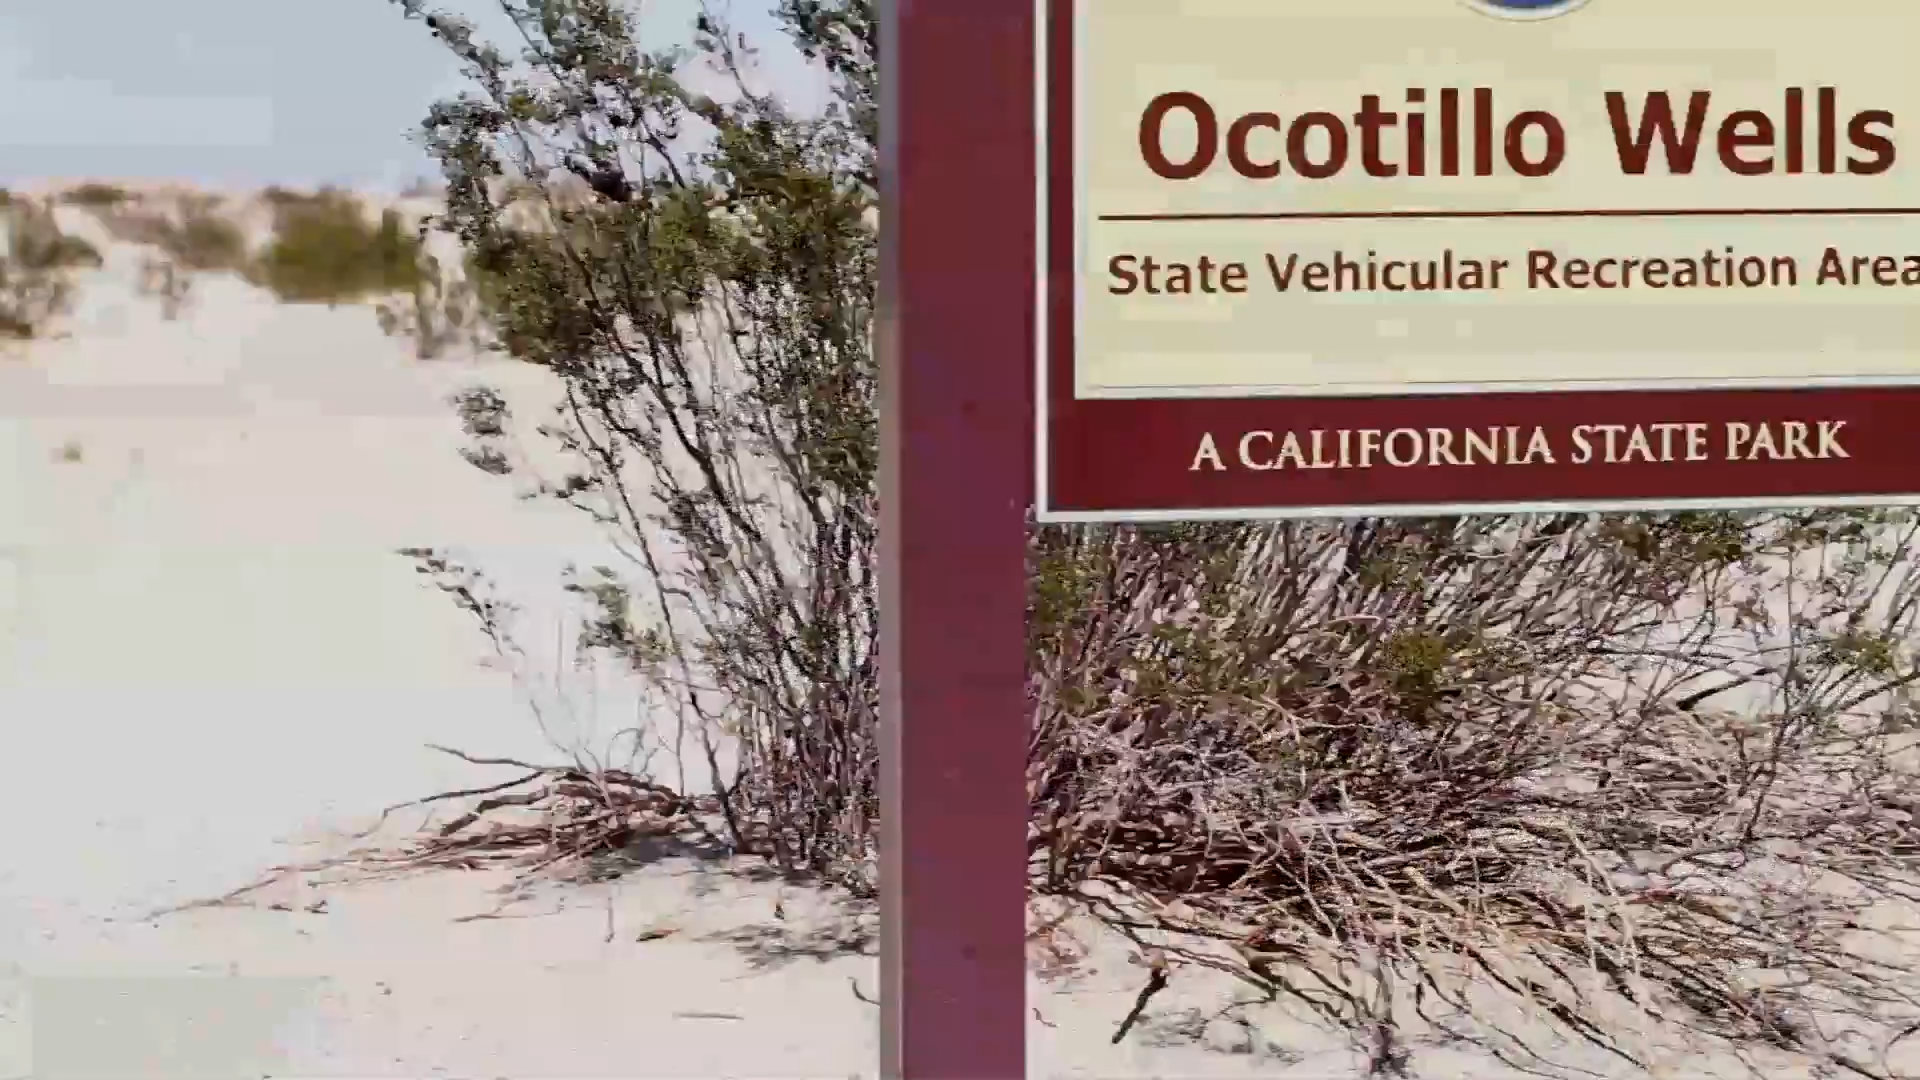 Ocotillo Wells
State Vehicular Recreation Area
A CALIFORNIA STATE PARK